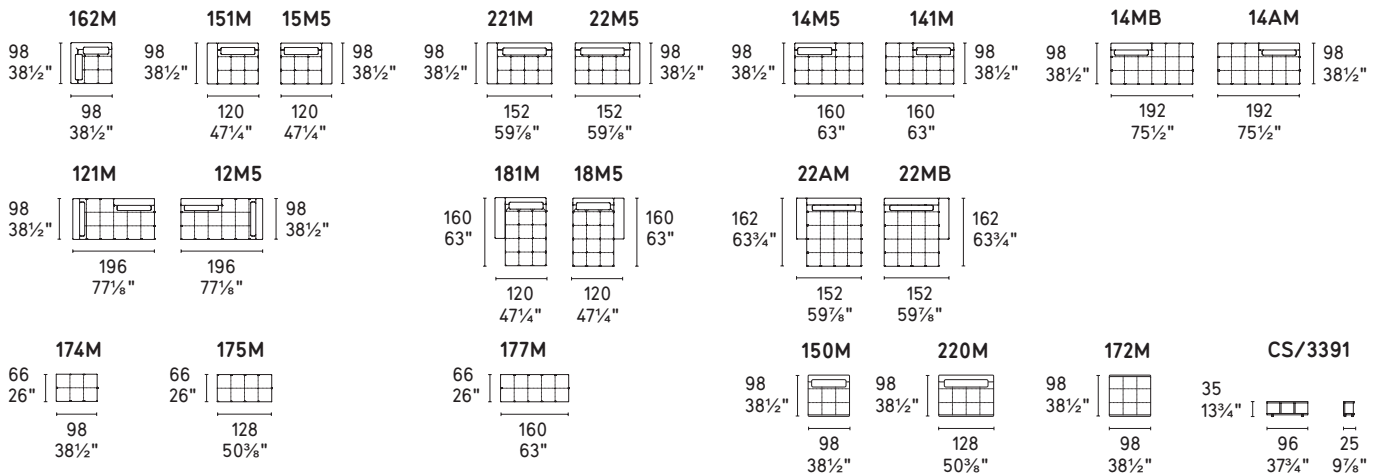 162M 151M 15M5 221M 22M5 14M5 141M 14MB 14AM
98 98 98 98 98 98 98 98 98
38½" 38½" 38½" 38½" 38½" 38½" 38½" 38½" 38½"
98 120 120 152 152 160 160 192 192
38½" 47¼" 47¼" 59⅞" 59⅞" 63" 63" 75½" 75½"
121M 12M5 181M 18M5 22AM 22MB
98 98 160 160 162 162
38½" 38½" 63" 63" 63¾" 63¾"
196 196 120 120 152 152
77⅛" 77⅛" 47¼" 47¼" 59⅞" 59⅞"
174M 175M 177M 150M 220M 172M CS/3391
66 66 66 98 98 98 35
26" 26" 26" 38½" 38½" 38½" 13¾"
98 128 160 98 128 98 96 25
38½" 50⅜" 63" 38½" 50⅜" 38½" 37¾" 9⅞"